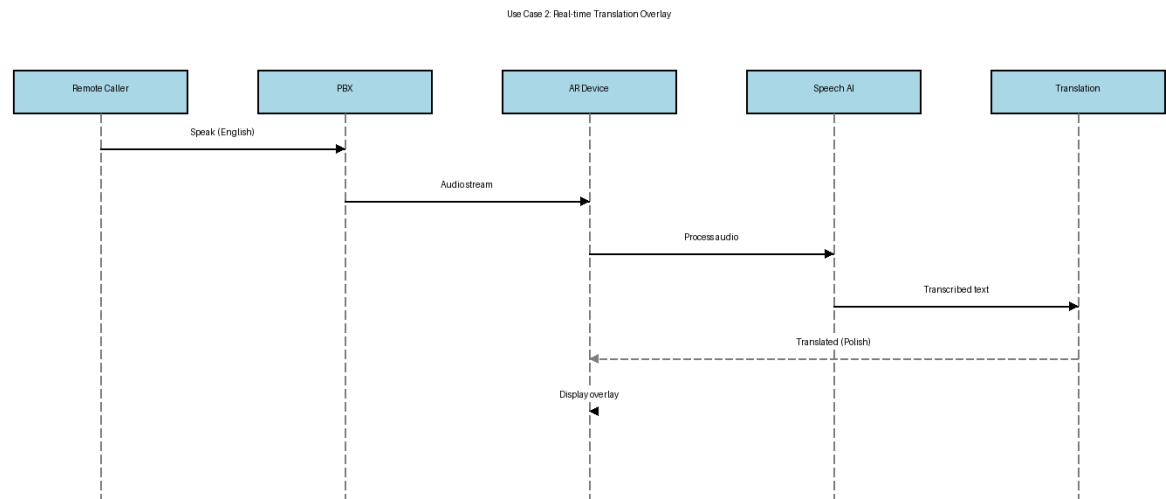 Use Case 2: Real-time Translation Overlay
Remote Caller
PBX
AR Device
Speech AI
Translation
Speak (English)
Audio stream
Process audio
Transcribed text
Translated (Polish)
Display overlay